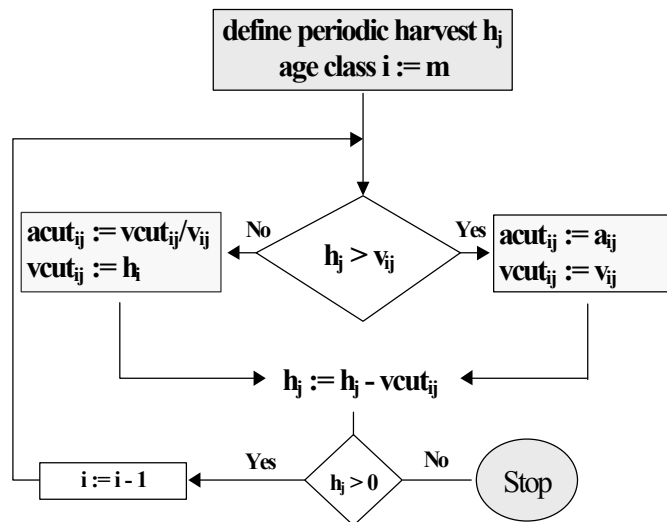 define periodic harvest hⱼ
age class i := m
No
Yes
acutᵢⱼ := vcutᵢⱼ/vᵢⱼ
vcutᵢⱼ := hᵢ
hⱼ > vᵢⱼ
acutᵢⱼ := aᵢⱼ
vcutᵢⱼ := vᵢⱼ
hⱼ := hⱼ - vcutᵢⱼ
Yes
No
i := i - 1
hⱼ > 0
Stop